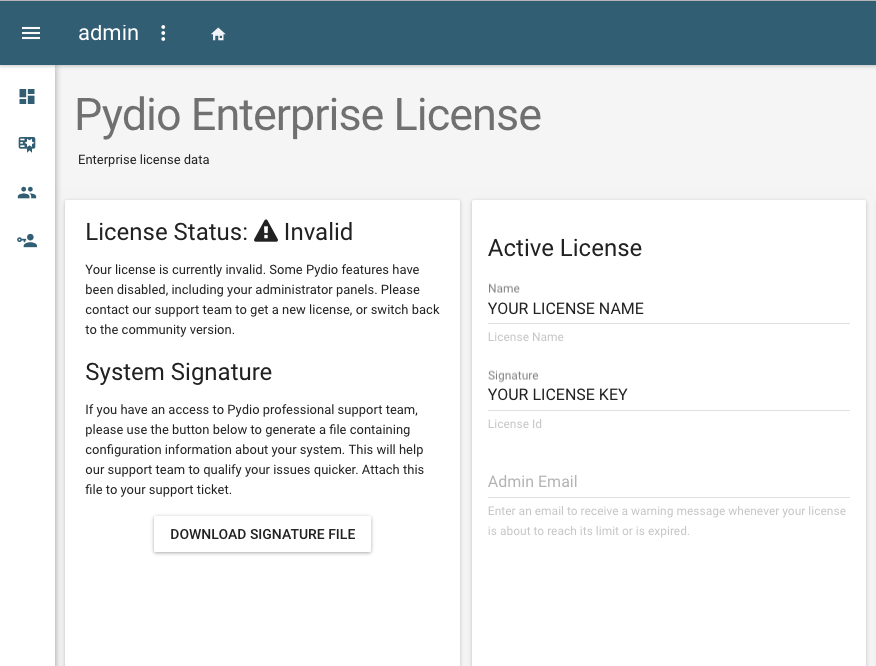 admin
Pydio Enterprise License
Enterprise license data
License Status: Invalid
Your license is currently invalid. Some Pydio features have
been disabled, including your administrator panels. Please
contact our support team to get a new license, or switch back
to the community version.
System Signature
If you have an access to Pydio professional support team,
please use the button below to generate a file containing
configuration information about your system. This will help
our support team to qualify your issues quicker. Attach this
file to your support ticket.
DOWNLOAD SIGNATURE FILE
Active License
Name
YOUR LICENSE NAME
License Name
Signature
YOUR LICENSE KEY
License Id
Admin Email
Enter an email to receive a warning message whenever your license
is about to reach its limit or is expired.